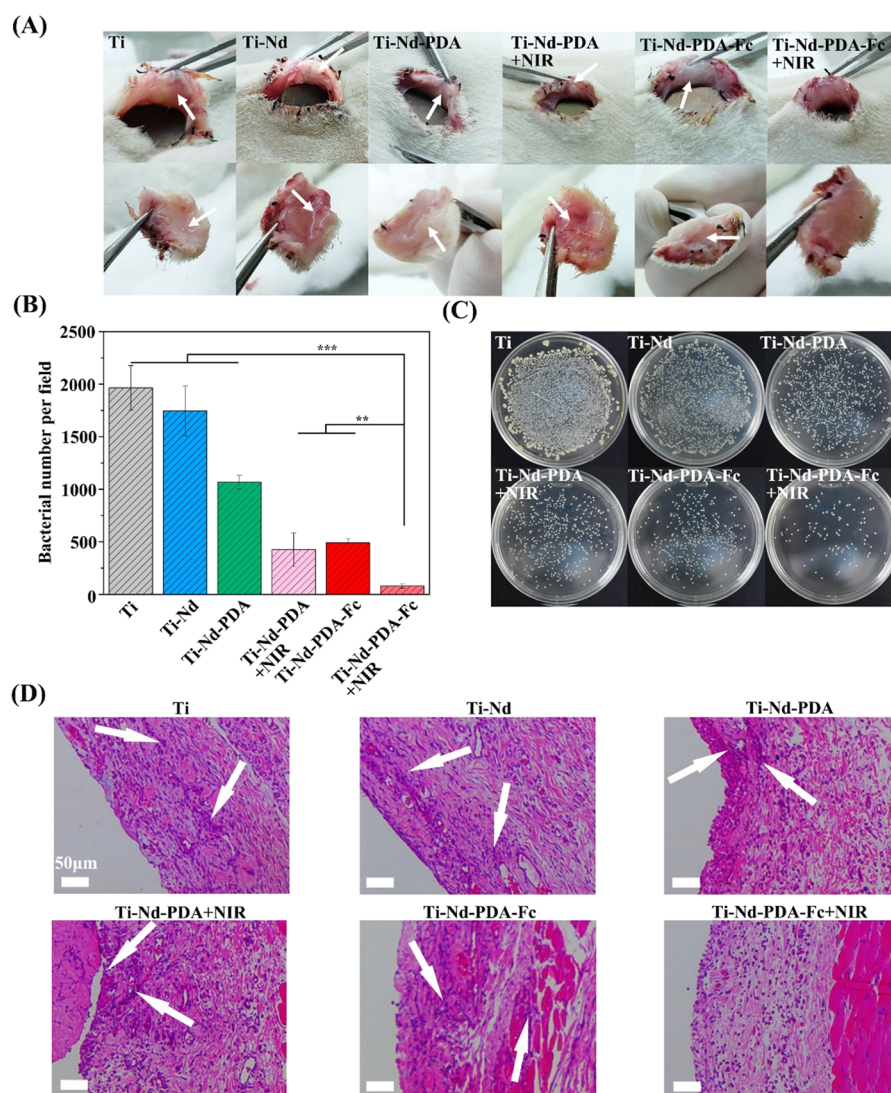 (A)
Ti
Ti-Nd
Ti-Nd-PDA
Ti-Nd-PDA
+NIR
Ti-Nd-PDA-Fc
Ti-Nd-PDA-Fc
+NIR
(B)
2500
2000
1500
1000
500
0
Bacterial number per field
***
**
Ti
Ti-Nd
Ti-Nd-PDA
Ti-Nd-PDA
+NIR
Ti-Nd-PDA-Fc
Ti-Nd-PDA-Fc
+NIR
(C)
Ti
Ti-Nd
Ti-Nd-PDA
Ti-Nd-PDA
+NIR
Ti-Nd-PDA-Fc
Ti-Nd-PDA-Fc
+NIR
(D)
Ti
Ti-Nd
Ti-Nd-PDA
50μm
Ti-Nd-PDA+NIR
Ti-Nd-PDA-Fc
Ti-Nd-PDA-Fc+NIR